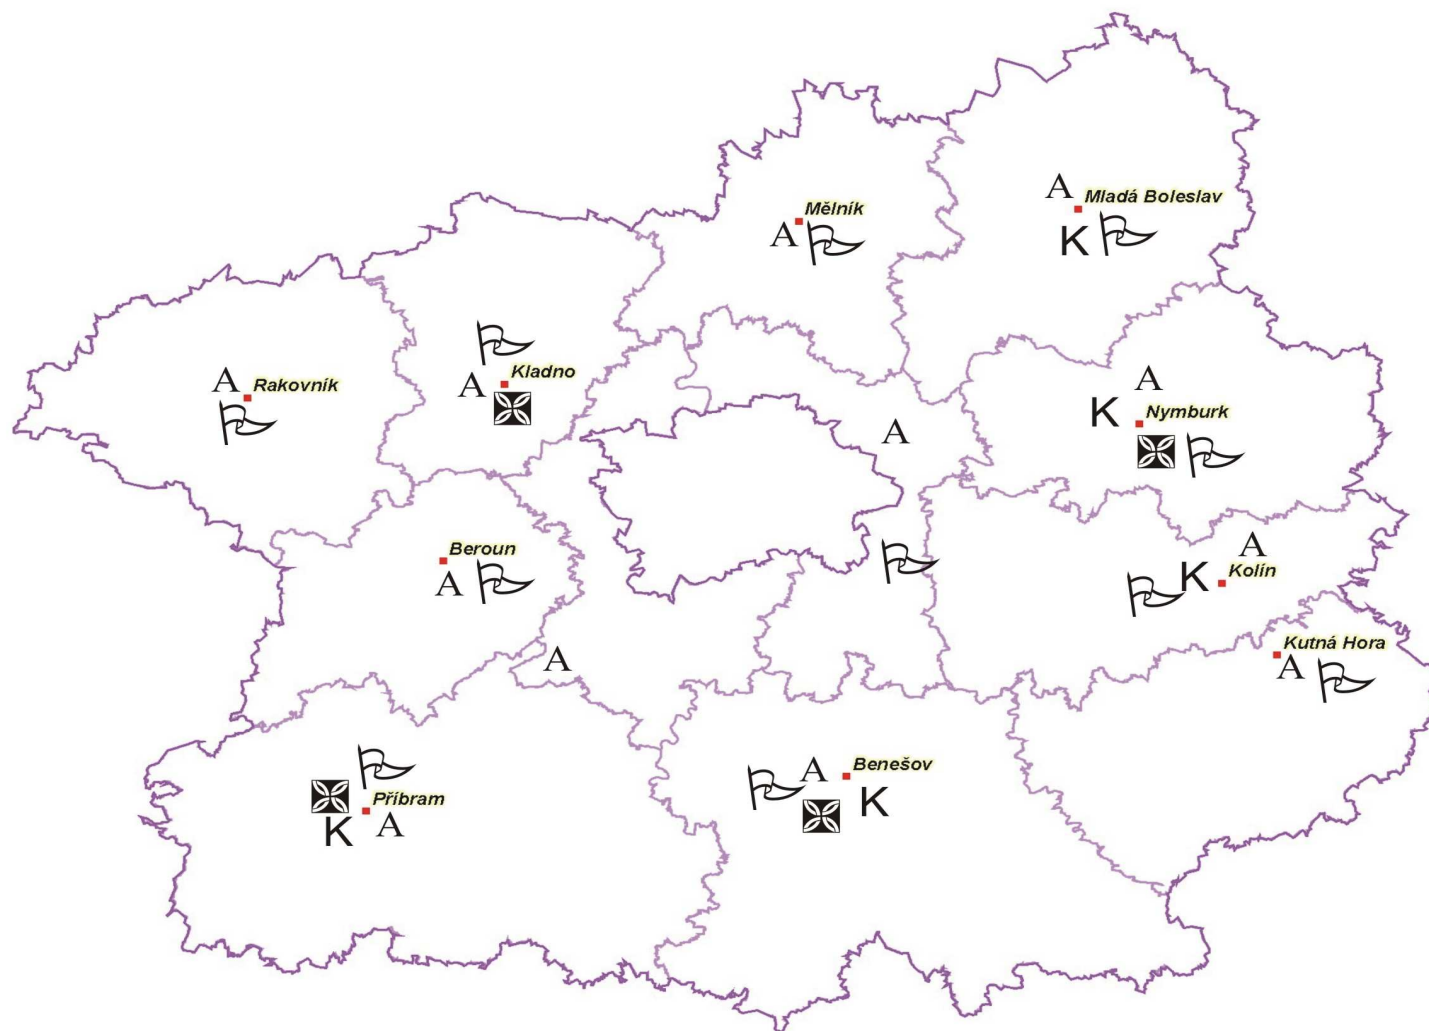 A
Mladá Boleslav
K
Mělník
A
A
Rakovník
A
Kladno
A
K
Nymburk
A
Beroun
A
A
K
Kolín
Kutná Hora
A
A
Příbram
K
A
A
Benešov
K